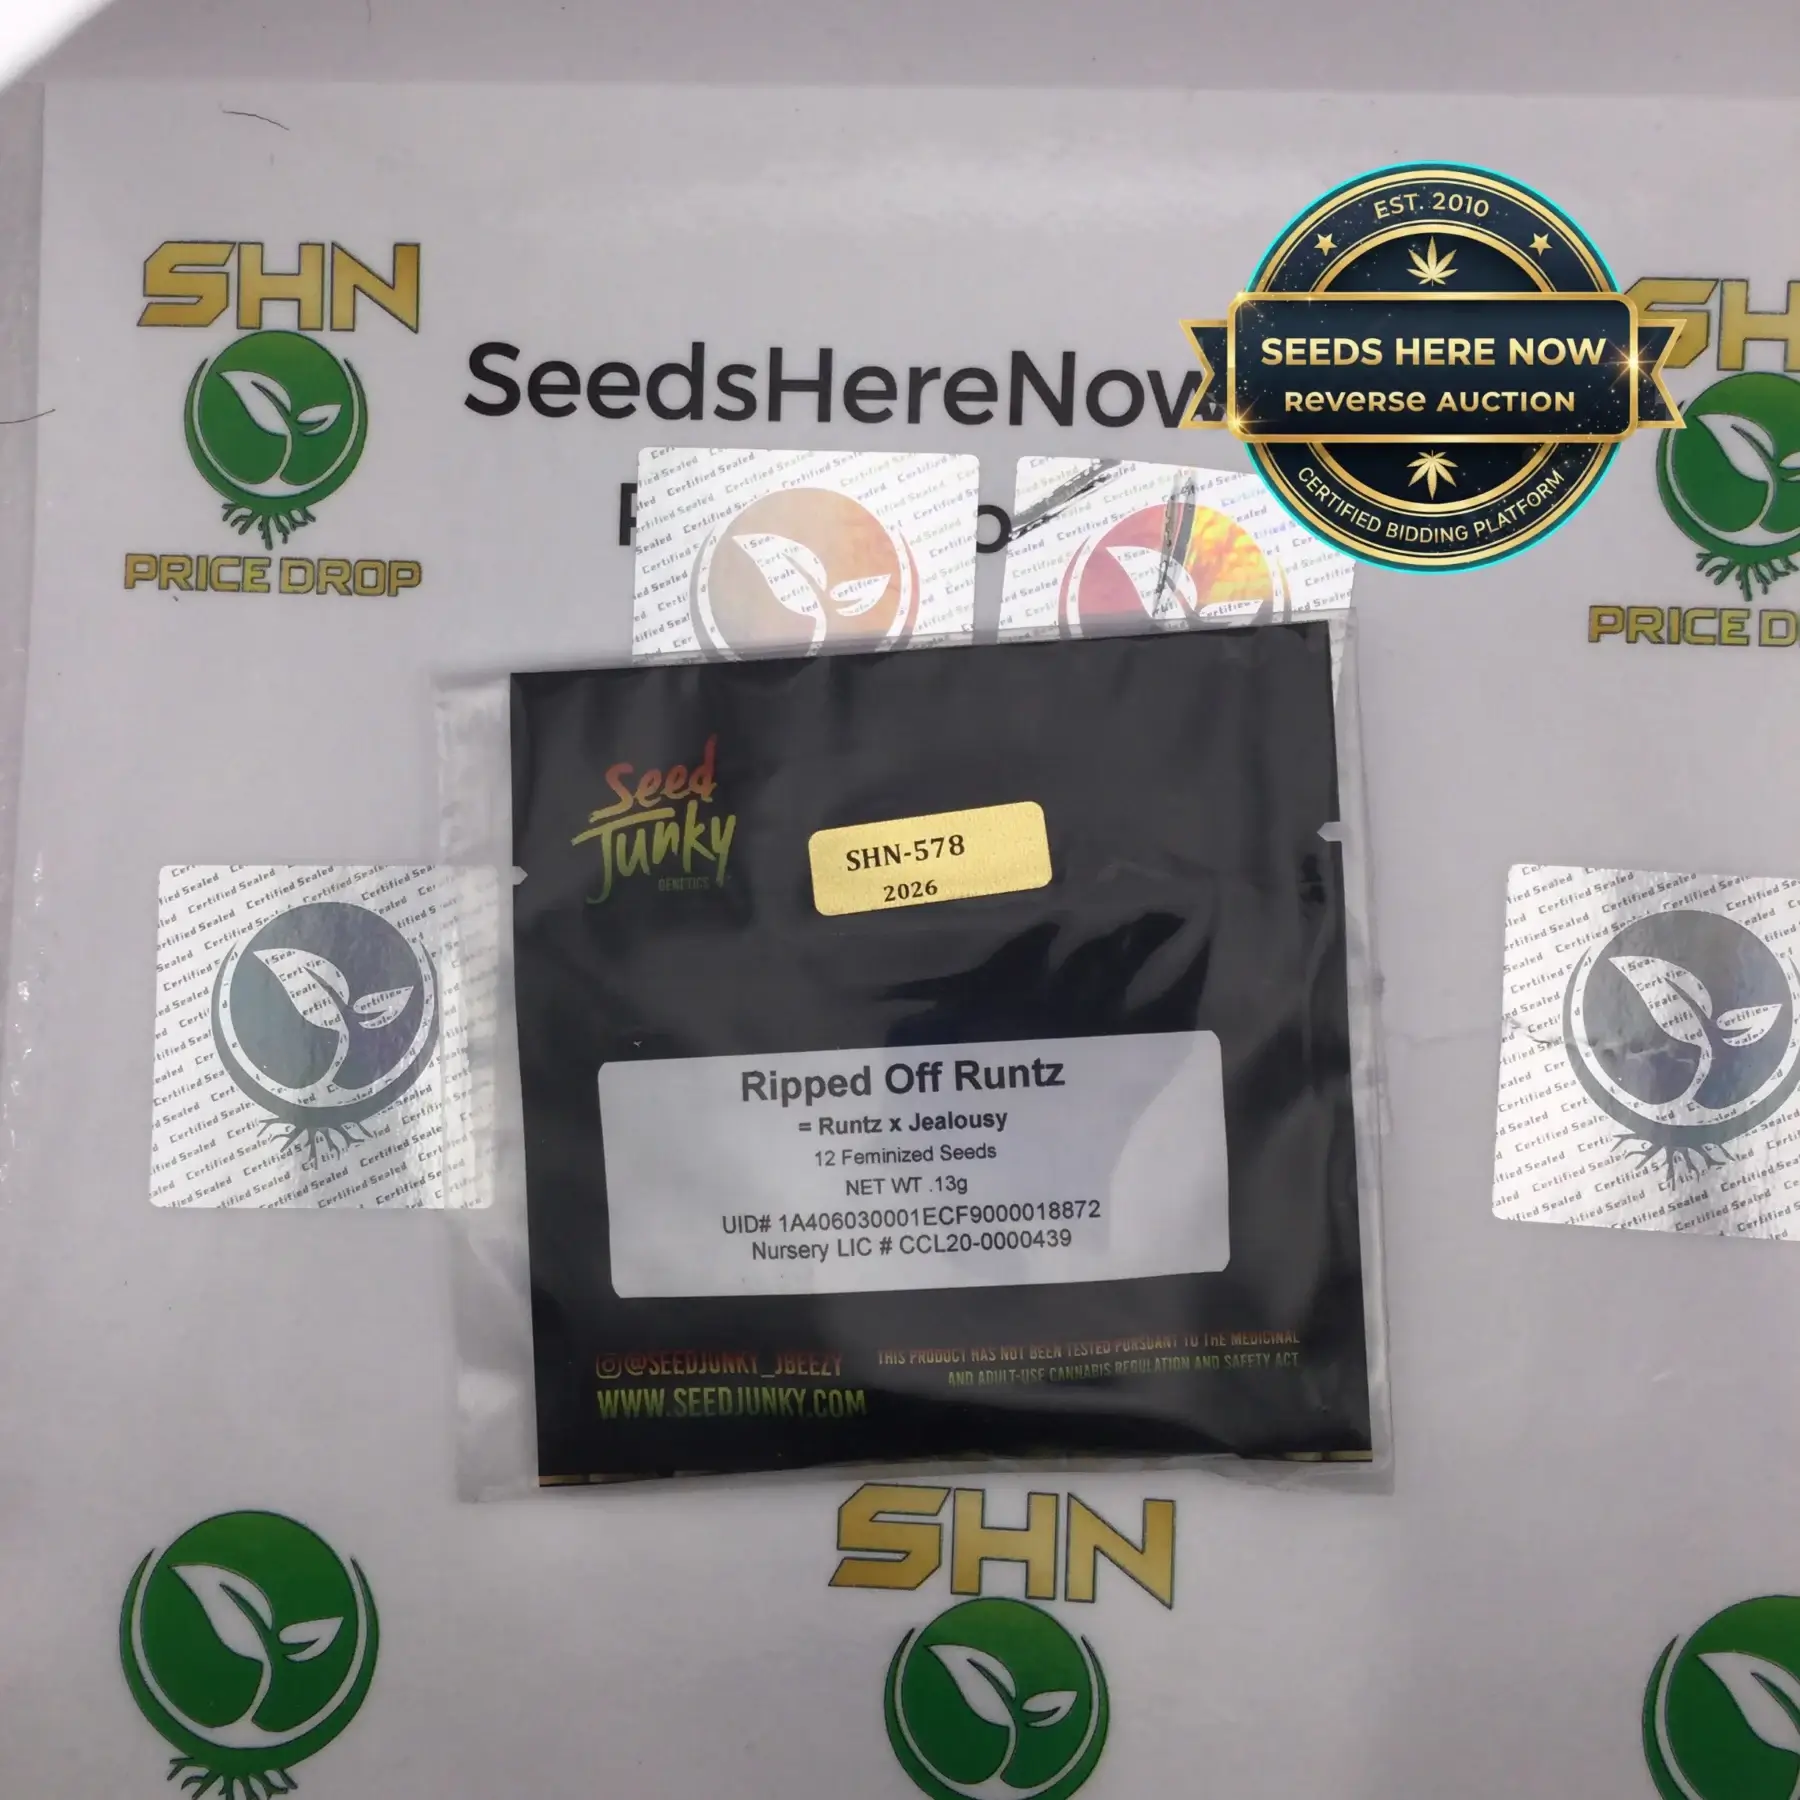 EST. 2010
SEEDS HERE NOW
REVERSE AUCTION
CERTIFIED BIDDING PLATFORM
SHN
PRICE DROP
SeedsHereNow
SH
PRICE D
Certified Sealed
Seed
Junky
GENETICS
SHN-578
2026
Ripped Off Runtz
= Runtz x Jealousy
12 Feminized Seeds
NET WT .13g
UID# 1A406030001ECF9000018872
Nursery LIC # CCL20-0000439
@SEEDJUNKY_JBEEZY
WWW.SEEDJUNKY.COM
THIS PRODUCT HAS NOT BEEN TESTED PURSUANT TO THE MEDICINAL
AND ADULT-USE CANNABIS REGULATION AND SAFETY ACT
SHN